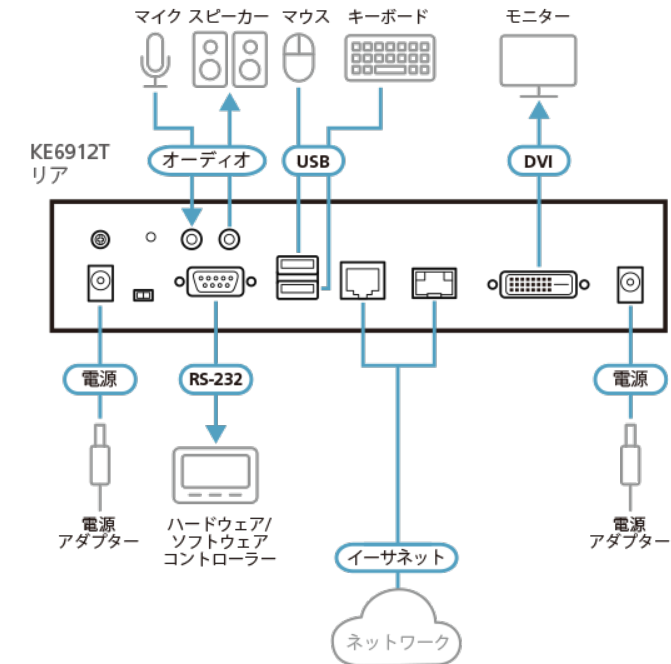 マイク スピーカー マウス キーボード モニター
KE6912T
リア
オーディオ USB DVI
電源 RS-232 電源
電源
アダプター
ハードウェア/
ソフトウェア
コントローラー
電源
アダプター
イーサネット
ネットワーク